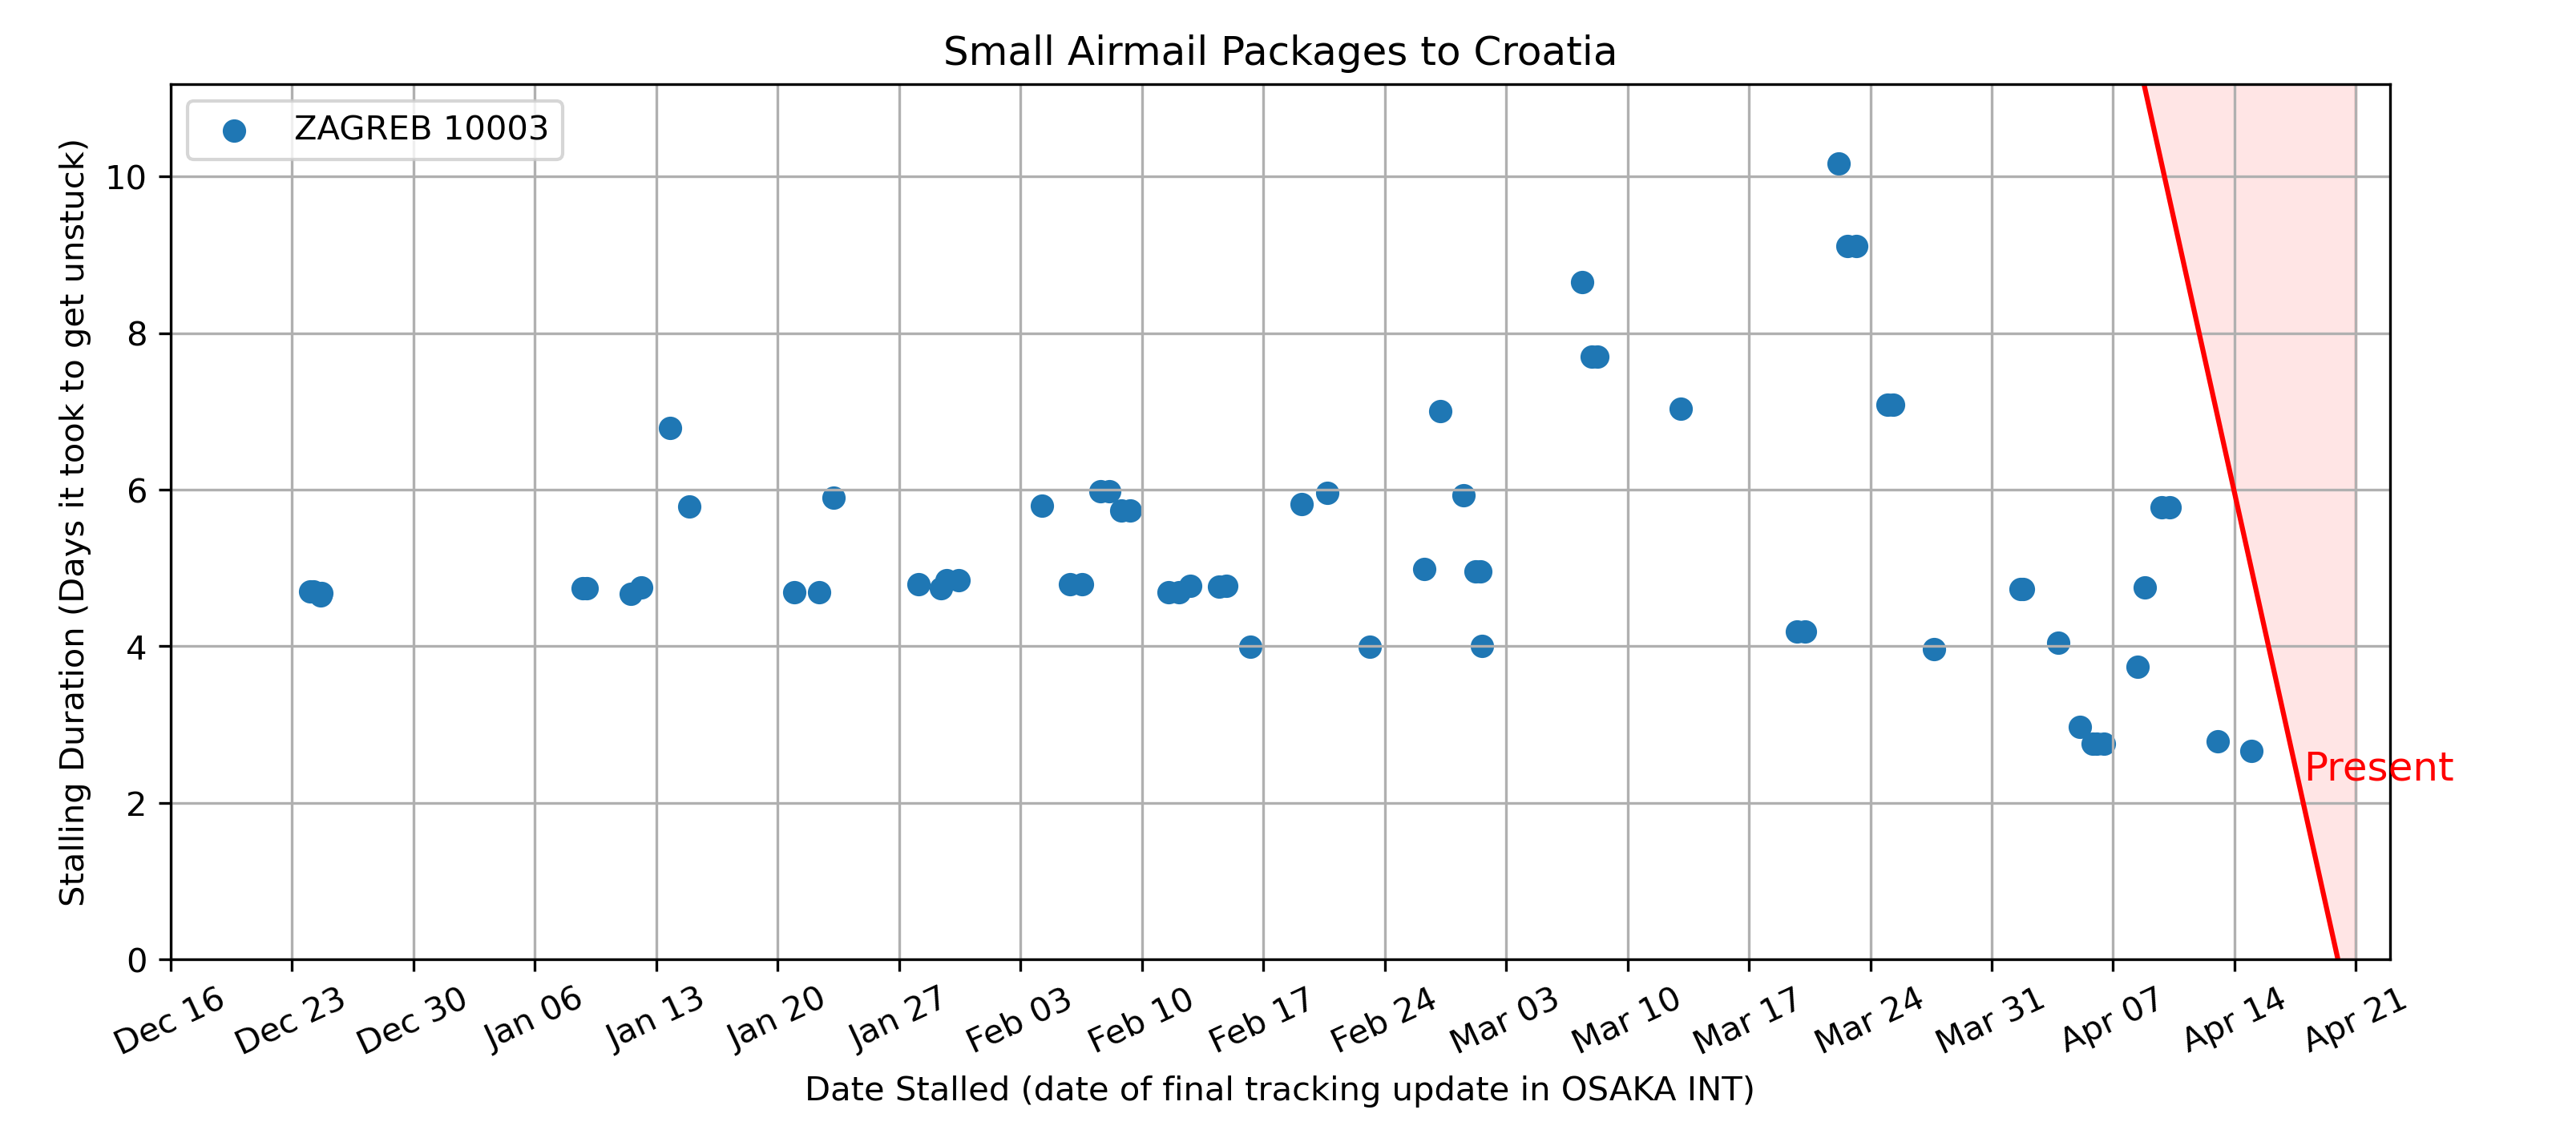 Small Airmail Packages to Croatia
ZAGREB 10003
Stalling Duration (Days it took to get unstuck)
10
8
6
4
2
0
Present
Dec 16
Dec 23
Dec 30
Jan 06
Jan 13
Jan 20
Jan 27
Feb 03
Feb 10
Feb 17
Feb 24
Mar 03
Mar 10
Mar 17
Mar 24
Mar 31
Apr 07
Apr 14
Apr 21
Date Stalled (date of final tracking update in OSAKA INT)